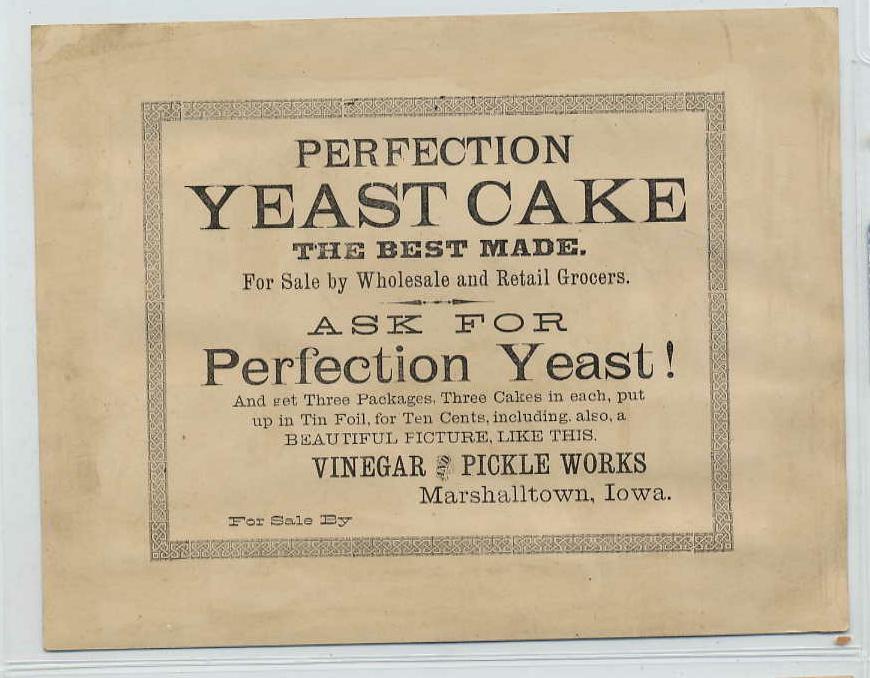 PERFECTION
YEAST CAKE
THE BEST MADE.
For Sale by Wholesale and Retail Grocers.
ASK FOR
Perfection Yeast!
And get Three Packages, Three Cakes in each, put
up in Tin Foil, for Ten Cents, including, also, a
BEAUTIFUL PICTURE, LIKE THIS.
VINEGAR AND PICKLE WORKS
Marshalltown, Iowa.
For Sale By